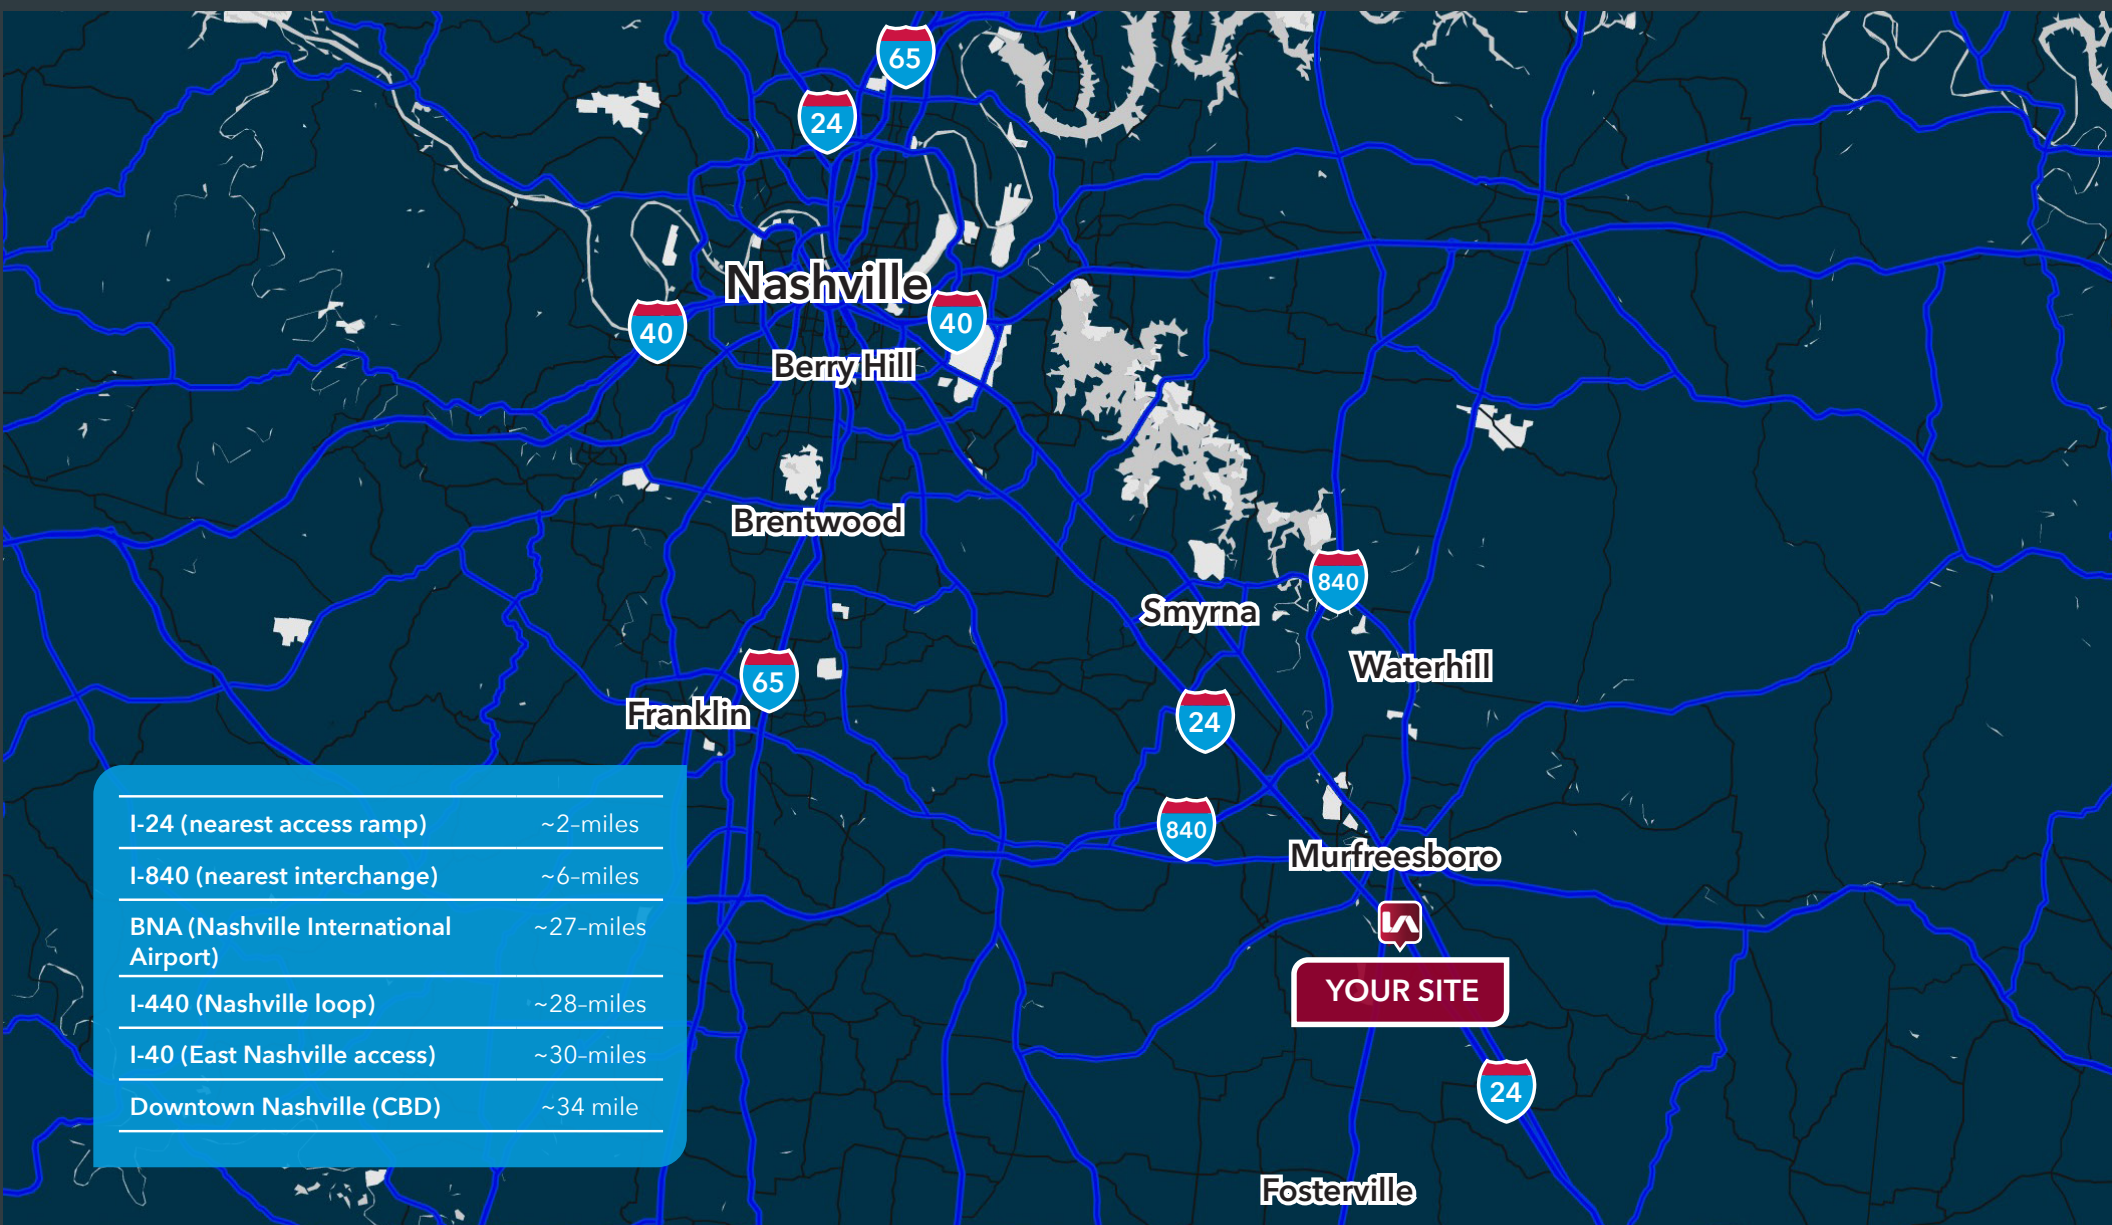 65
24
Nashville
40
40
Berry Hill
Brentwood
840
Smyrna
Waterhill
65
24
Franklin
840
Murfreesboro
YOUR SITE
24
Fosterville
I-24 (nearest access ramp) ~2-miles
I-840 (nearest interchange) ~6-miles
BNA (Nashville International ~27-miles
Airport)
I-440 (Nashville loop) ~28-miles
I-40 (East Nashville access) ~30-miles
Downtown Nashville (CBD) ~34 mile